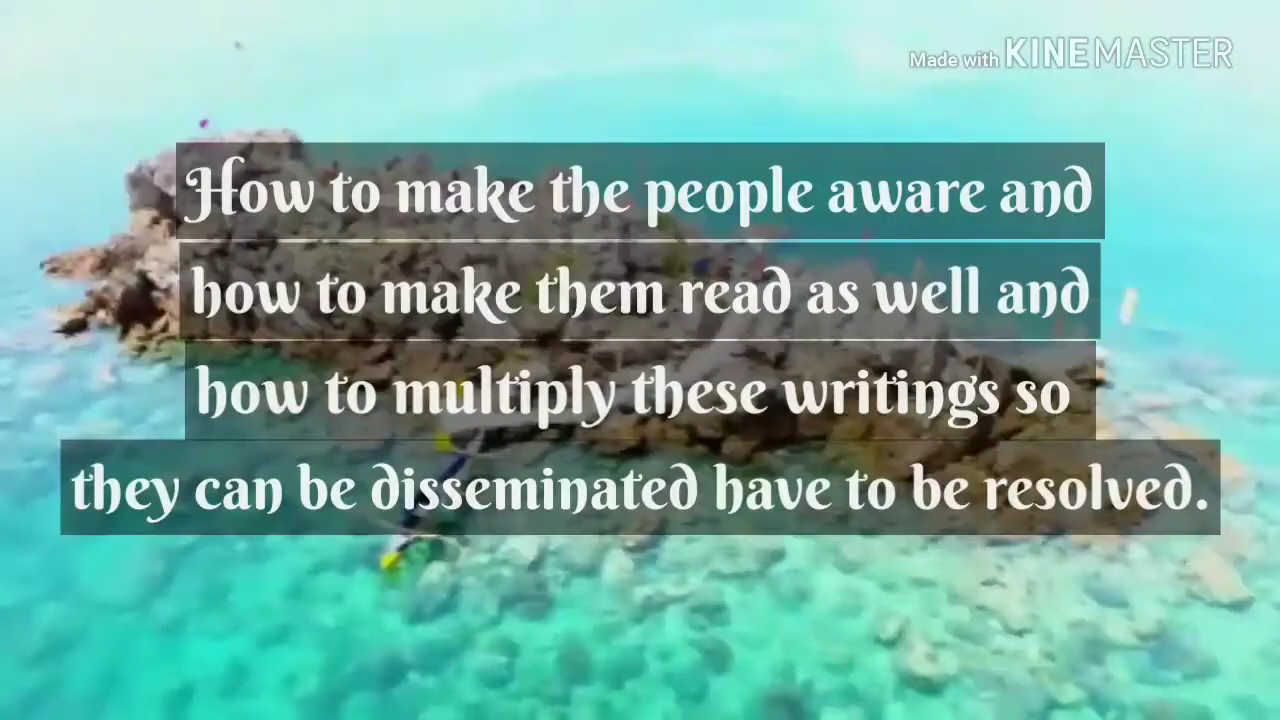 Made with KINEMASTER
How to make the people aware and
how to make them read as well and
how to multiply these writings so
they can be disseminated have to be resolved.